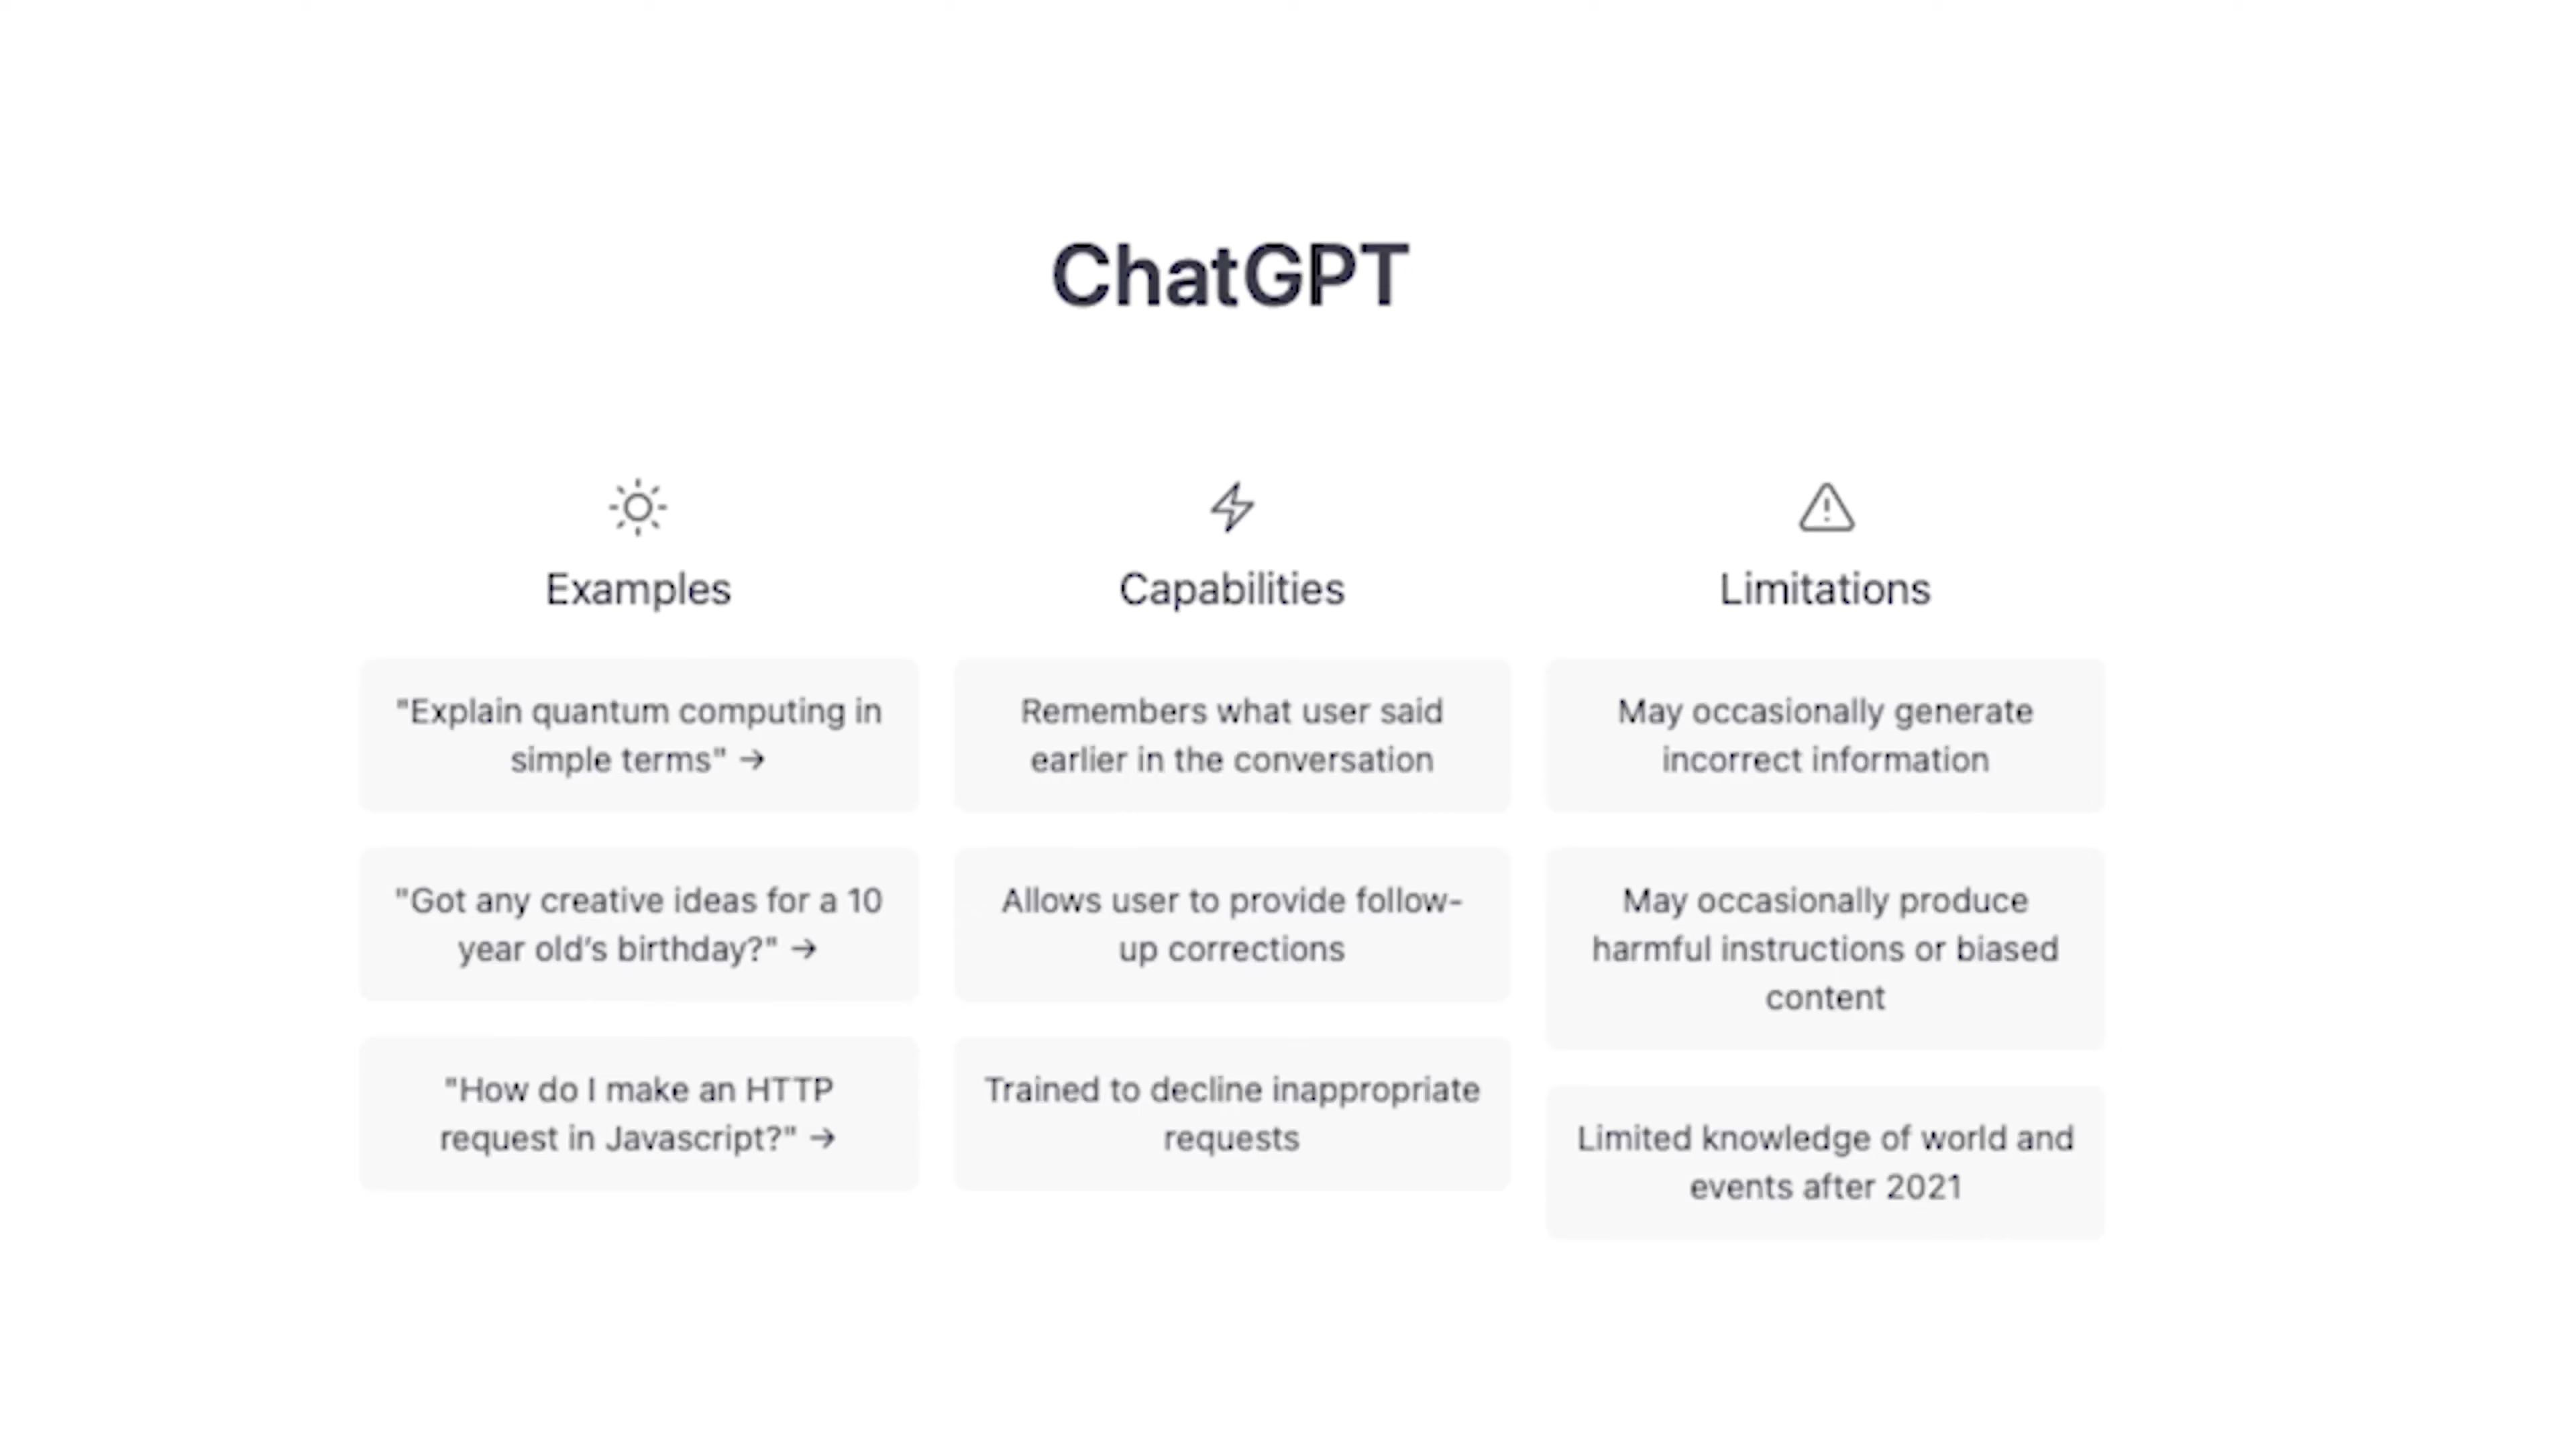 ChatGPT
Examples
"Explain quantum computing in
simple terms" →
"Got any creative ideas for a 10
year old's birthday?" →
"How do I make an HTTP
request in Javascript?" →
Capabilities
Remembers what user said
earlier in the conversation
Allows user to provide follow-
up corrections
Trained to decline inappropriate
requests
Limitations
May occasionally generate
incorrect information
May occasionally produce
harmful instructions or biased
content
Limited knowledge of world and
events after 2021